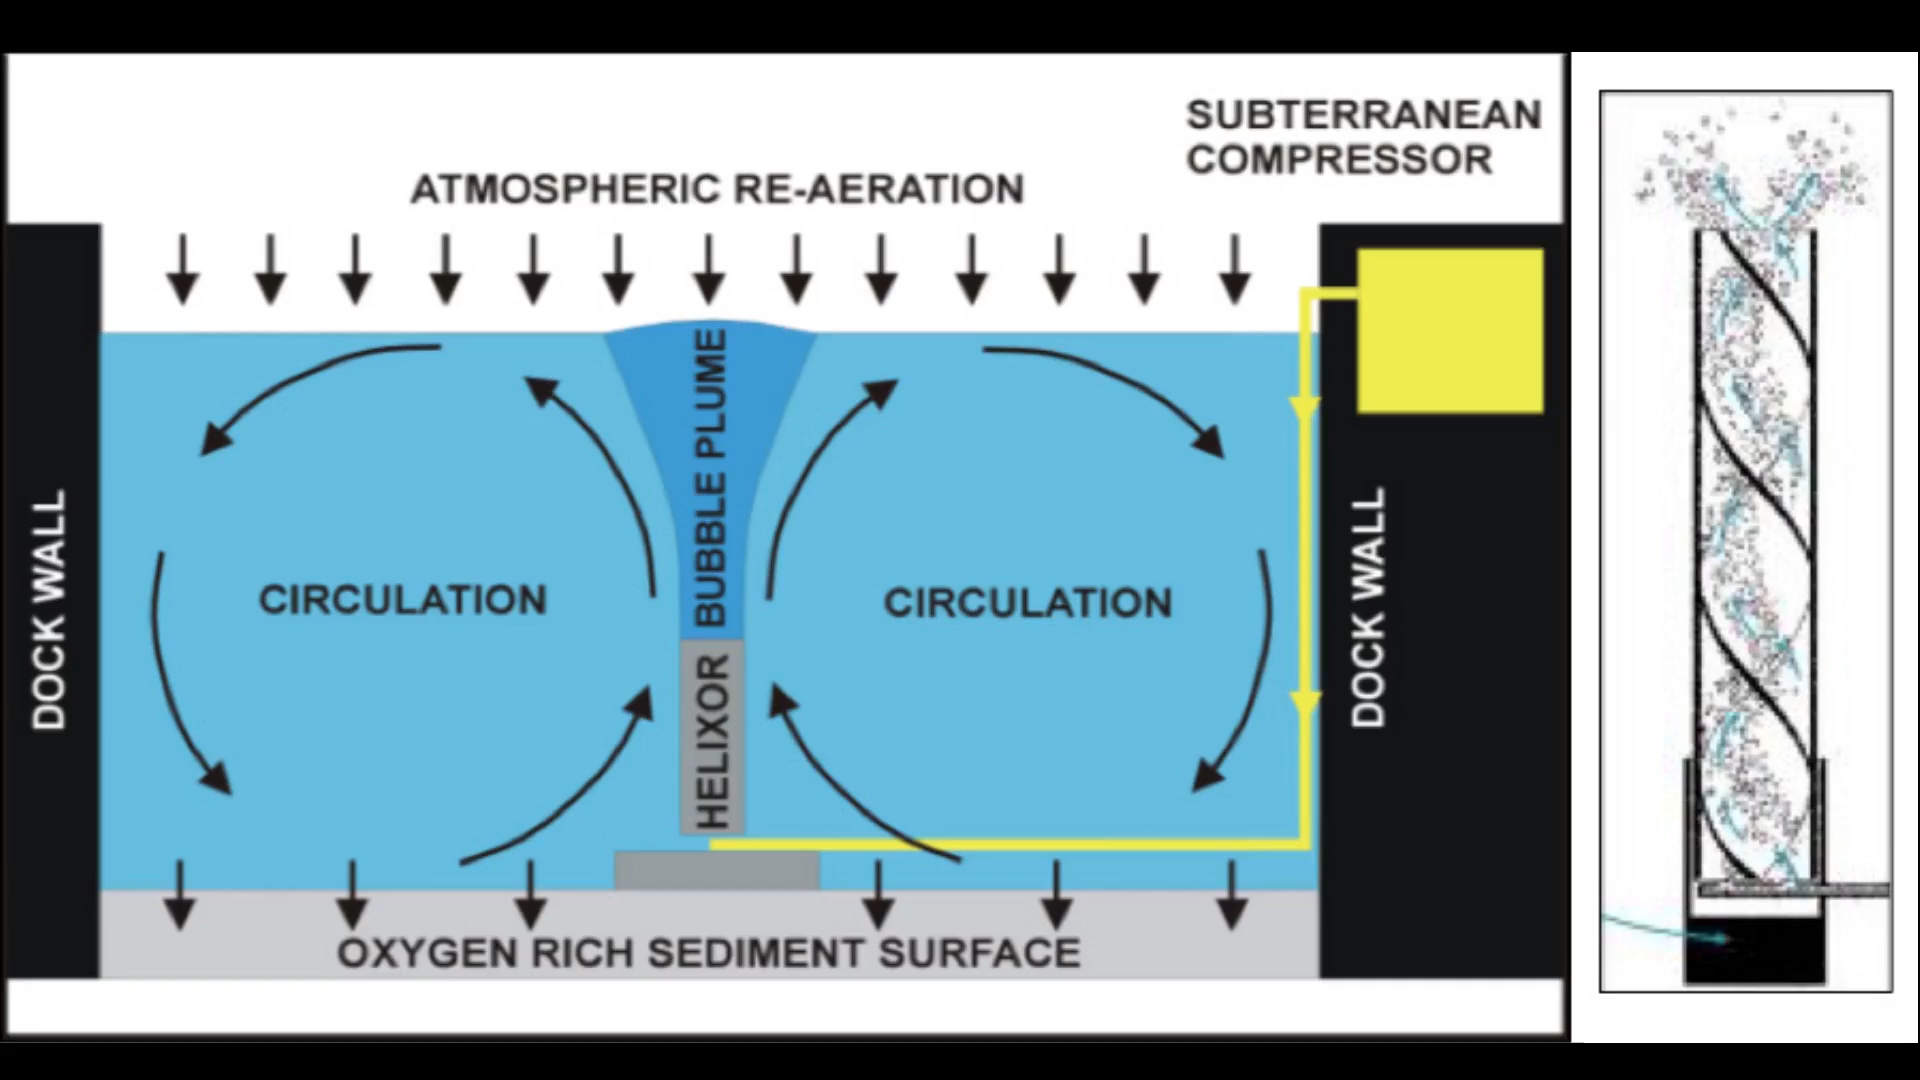 SUBTERRANEAN
COMPRESSOR
ATMOSPHERIC RE-AERATION
DOCK WALL
CIRCULATION
BUBBLE PLUME
HELIXOR
CIRCULATION
DOCK WALL
OXYGEN RICH SEDIMENT SURFACE